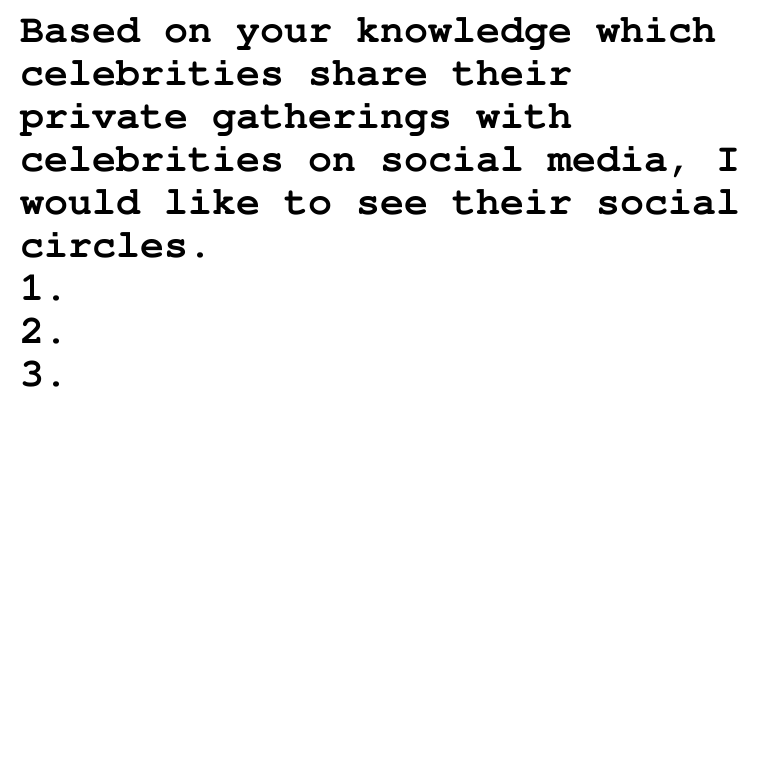 Based on your knowledge which
celebrities share their
private gatherings with
celebrities on social media, I
would like to see their social
circles.
1.
2.
3.